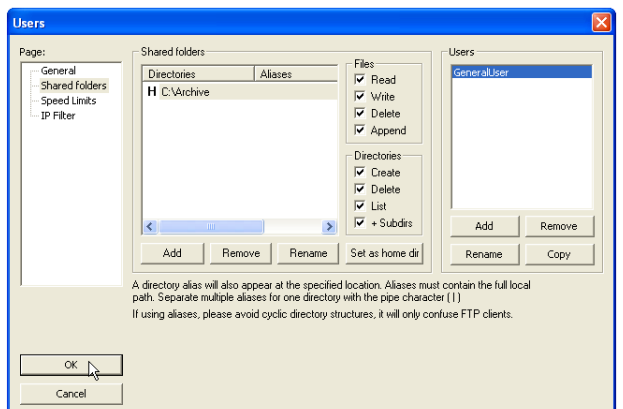 Users
Page:
General
Shared folders
Speed Limits
IP Filter
Shared folders
Directories Aliases
H C:\Archive
Files
Read
Write
Delete
Append
Directories
Create
Delete
List
+ Subdirs
Add Remove Rename Set as home dir
Users
GeneralUser
Add Remove
Rename Copy
A directory alias will also appear at the specified location. Aliases must contain the full local
path. Separate multiple aliases for one directory with the pipe character ( | )
If using aliases, please avoid cyclic directory structures, it will only confuse FTP clients.
OK
Cancel